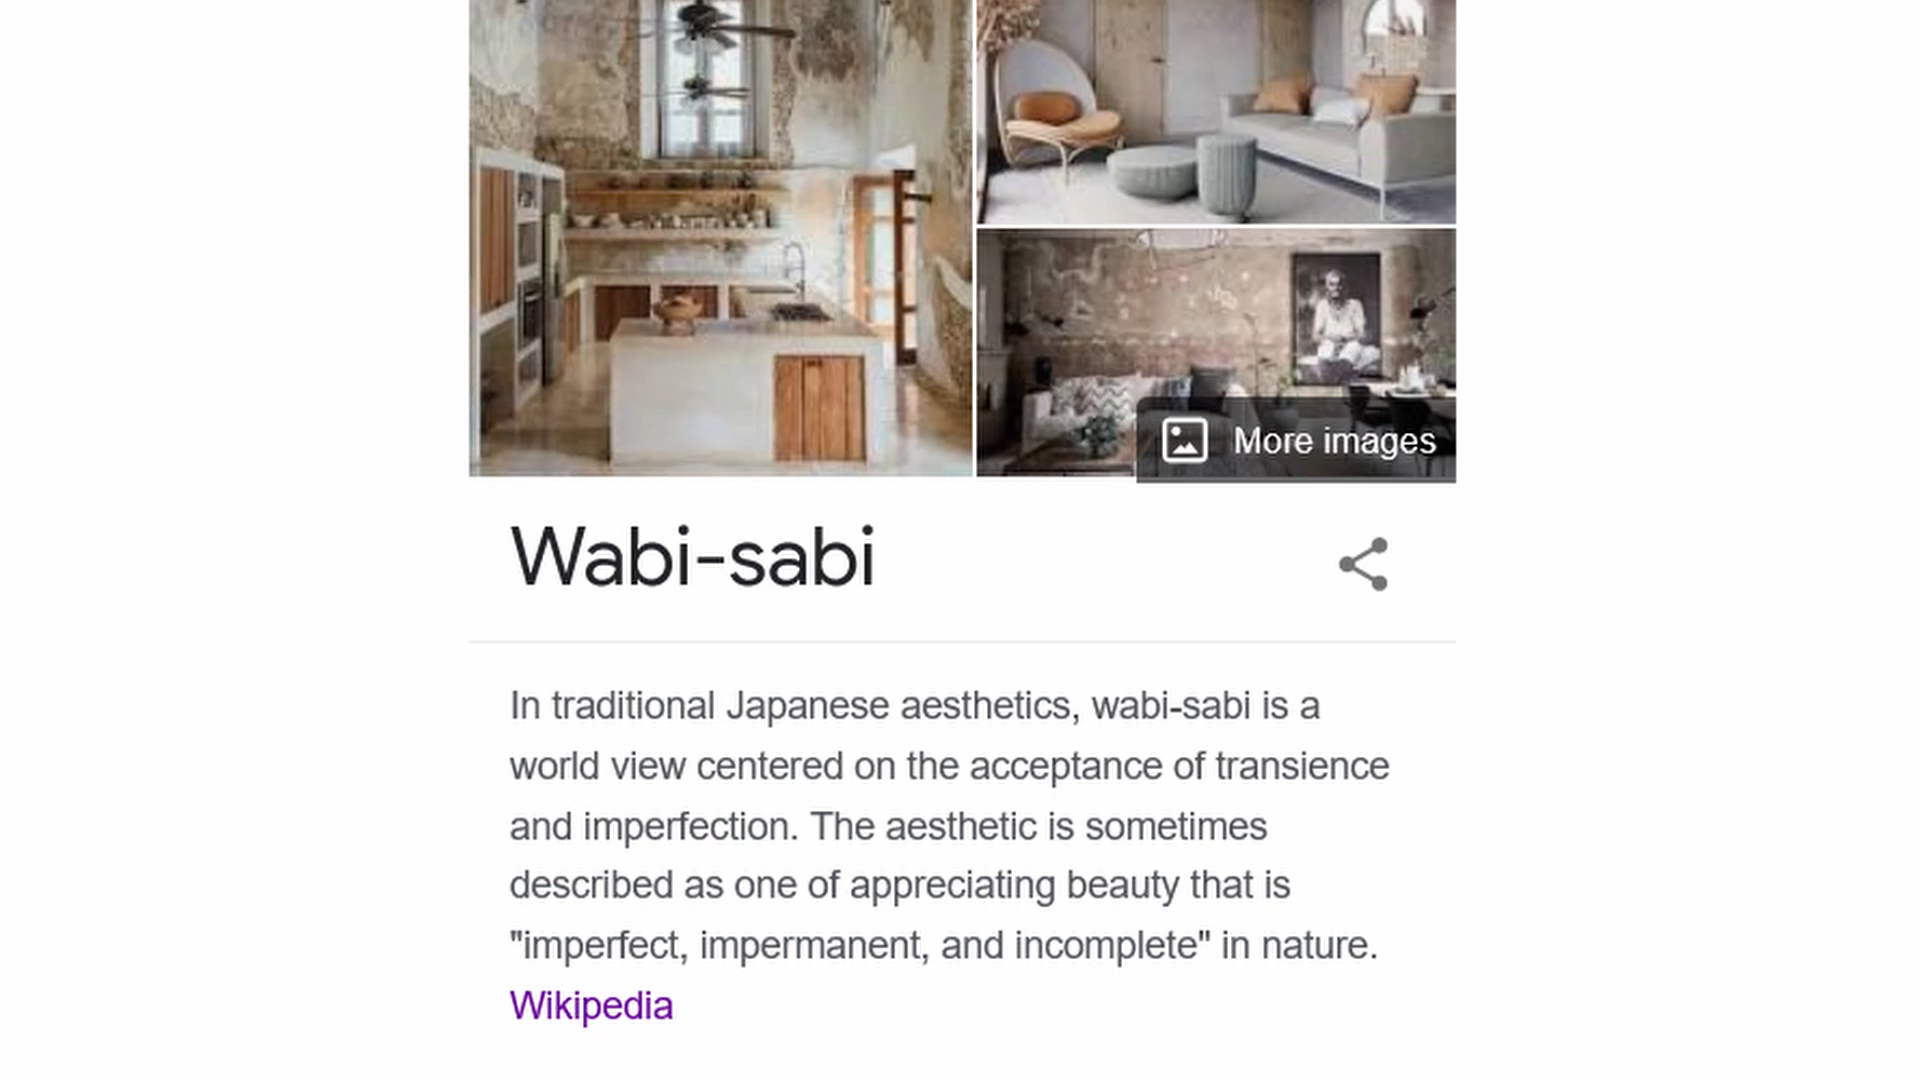 More images
Wabi-sabi
In traditional Japanese aesthetics, wabi-sabi is a
world view centered on the acceptance of transience
and imperfection. The aesthetic is sometimes
described as one of appreciating beauty that is
"imperfect, impermanent, and incomplete" in nature.
Wikipedia